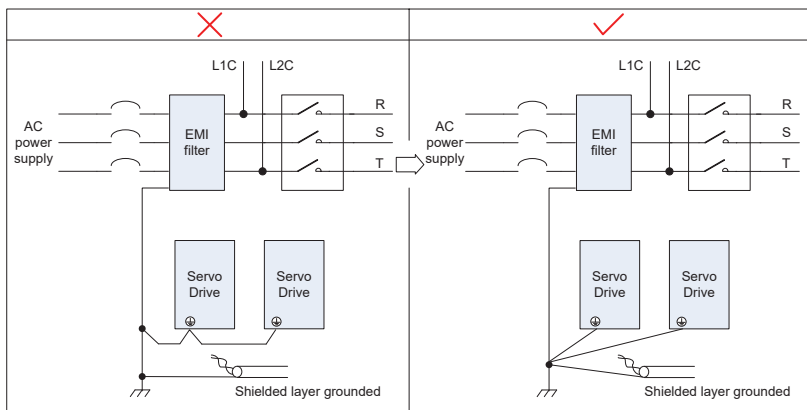 L1C
L2C
R
S
T
AC
power
supply
EMI
filter
Servo
Drive
Servo
Drive
Shielded layer grounded
L1C
L2C
R
S
T
AC
power
supply
EMI
filter
Servo
Drive
Servo
Drive
Shielded layer grounded